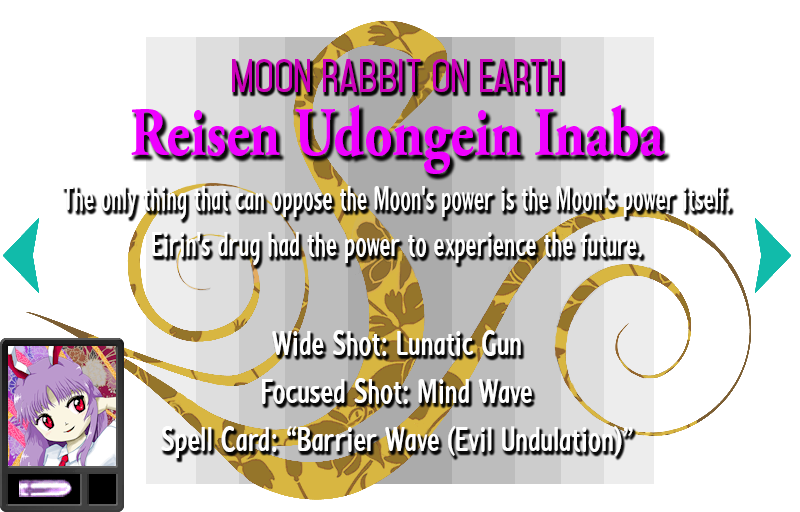 MOON RABBIT ON EARTH
Reisen Udongein Inaba
The only thing that can oppose the Moon's power is the Moon's power itself.
Eirin's drug had the power to experience the future.
Wide Shot: Lunatic Gun
Focused Shot: Mind Wave
Spell Card: “Barrier Wave (Evil Undulation)”